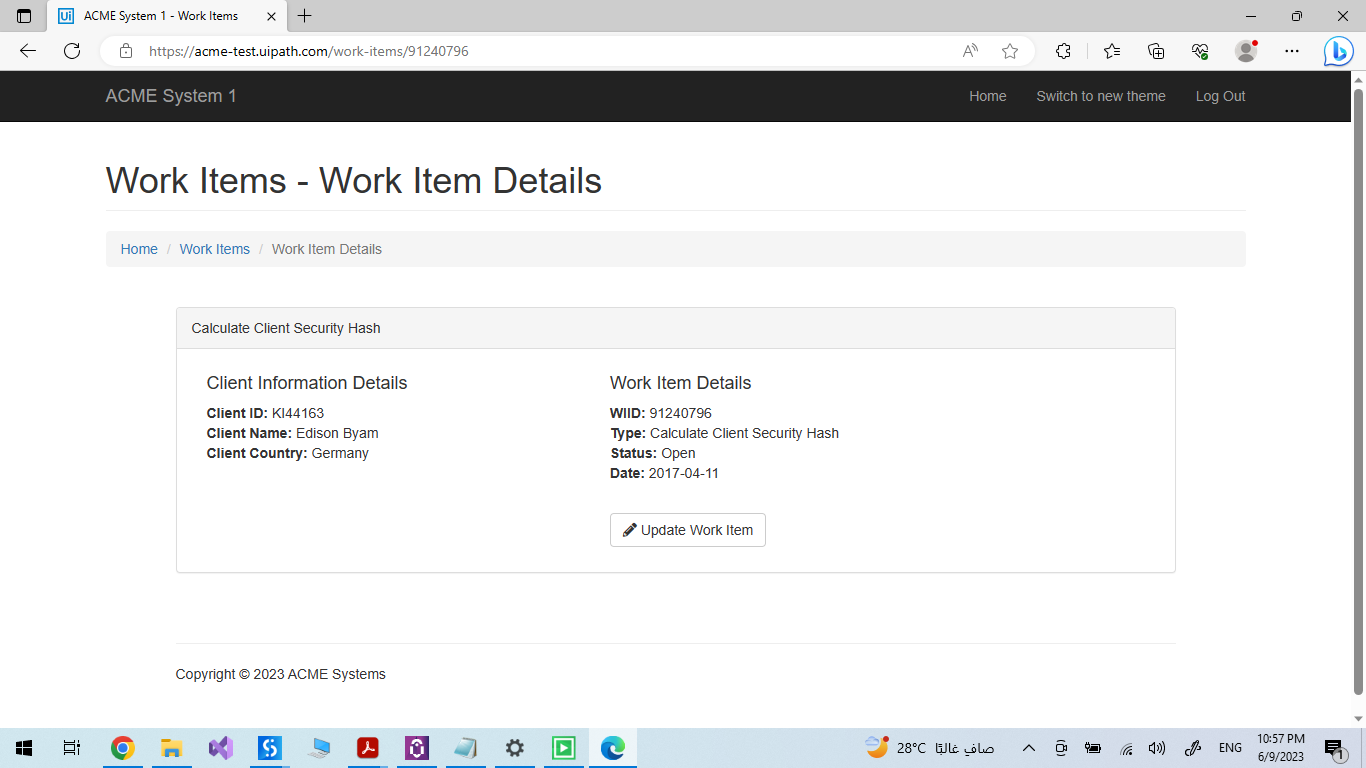 ACME System 1 - Work Items
https://acme-test.uipath.com/work-items/91240796
ACME System 1
Home
Switch to new theme
Log Out
Work Items - Work Item Details
Home / Work Items / Work Item Details
Calculate Client Security Hash
Client Information Details
Client ID: KI44163
Client Name: Edison Byam
Client Country: Germany
Work Item Details
WIID: 91240796
Type: Calculate Client Security Hash
Status: Open
Date: 2017-04-11
Update Work Item
Copyright © 2023 ACME Systems
28°C صافٍ غالبًا
ENG
10:57 PM
6/9/2023
1